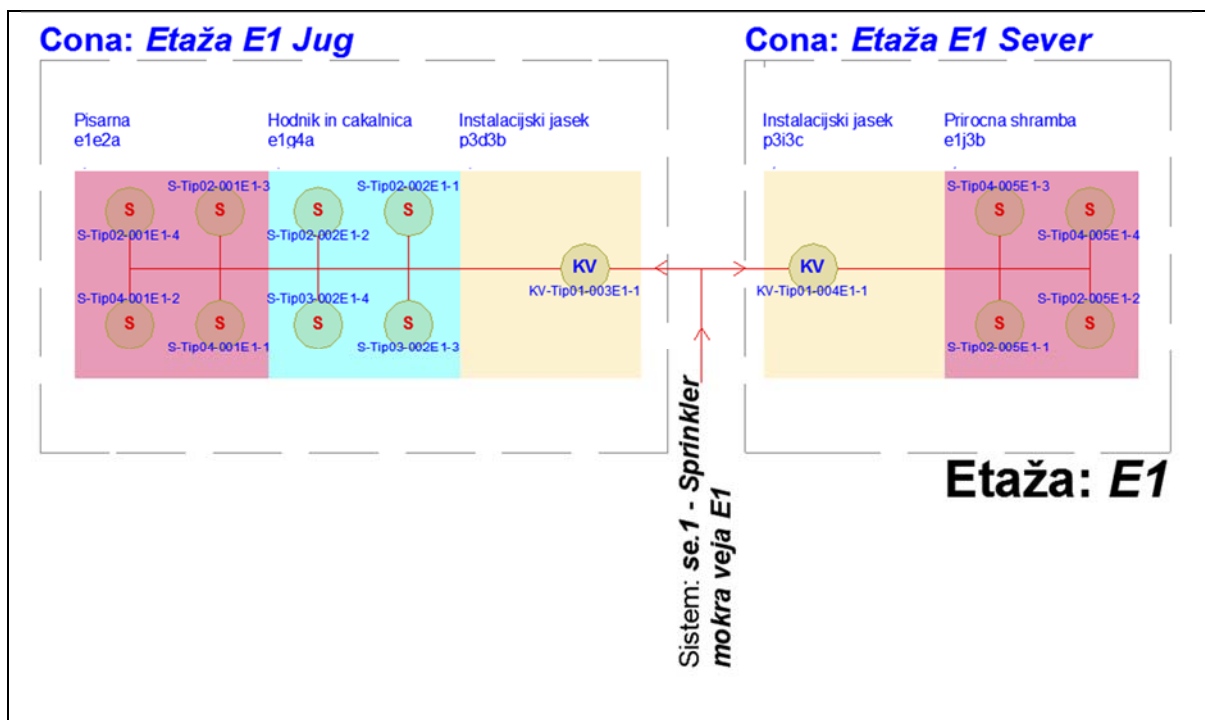 Cona: Etaža E1 Jug
Pisarna
e1e2a
Hodnik in cakalnica
e1g4a
Instalacijski jasek
p3d3b
S-Tip02-001E1-3
S-Tip02-002E1-1
S
S
S
S
S-Tip02-001E1-4
S-Tip02-002E1-2
KV
KV-Tip01-003E1-1
S-Tip04-001E1-2
S-Tip03-002E1-4
S
S
S
S
S-Tip04-001E1-1
S-Tip03-002E1-3
Cona: Etaža E1 Sever
Instalacijski jasek
p3i3c
Prirocna shramba
e1j3b
S-Tip04-005E1-3
S
S
S-Tip04-005E1-4
KV
KV-Tip01-004E1-1
S-Tip02-005E1-2
S
S
S-Tip02-005E1-1
Sistem: se.1 - Sprinkler
mokra veja E1
Etaža: E1